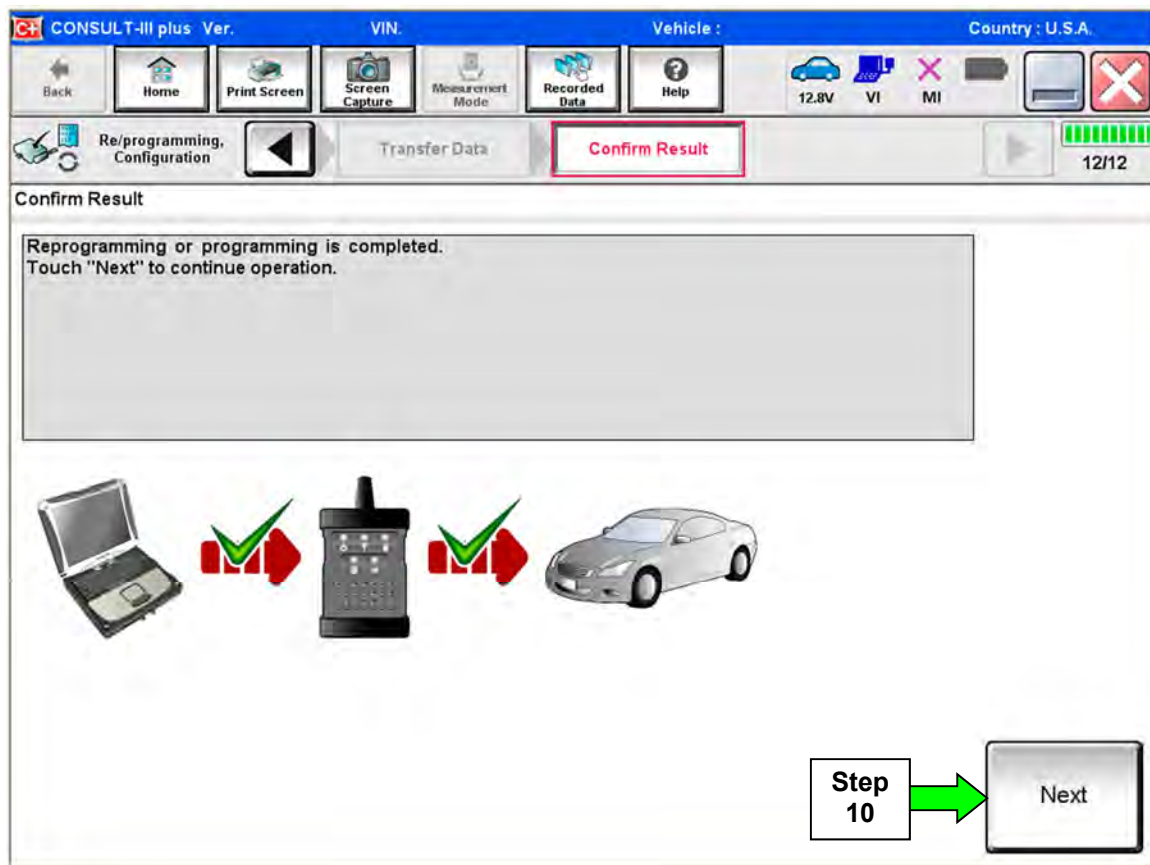 C+ CONSULT-III plus Ver. VIN: Vehicle : Country : U.S.A.
Back Home Print Screen Screen Capture Measurement Mode Recorded Data Help 12.8V VI MI
Re/programming, Configuration Transfer Data Confirm Result 12/12
Confirm Result
Reprogramming or programming is completed.
Touch "Next" to continue operation.
Step
10
Next